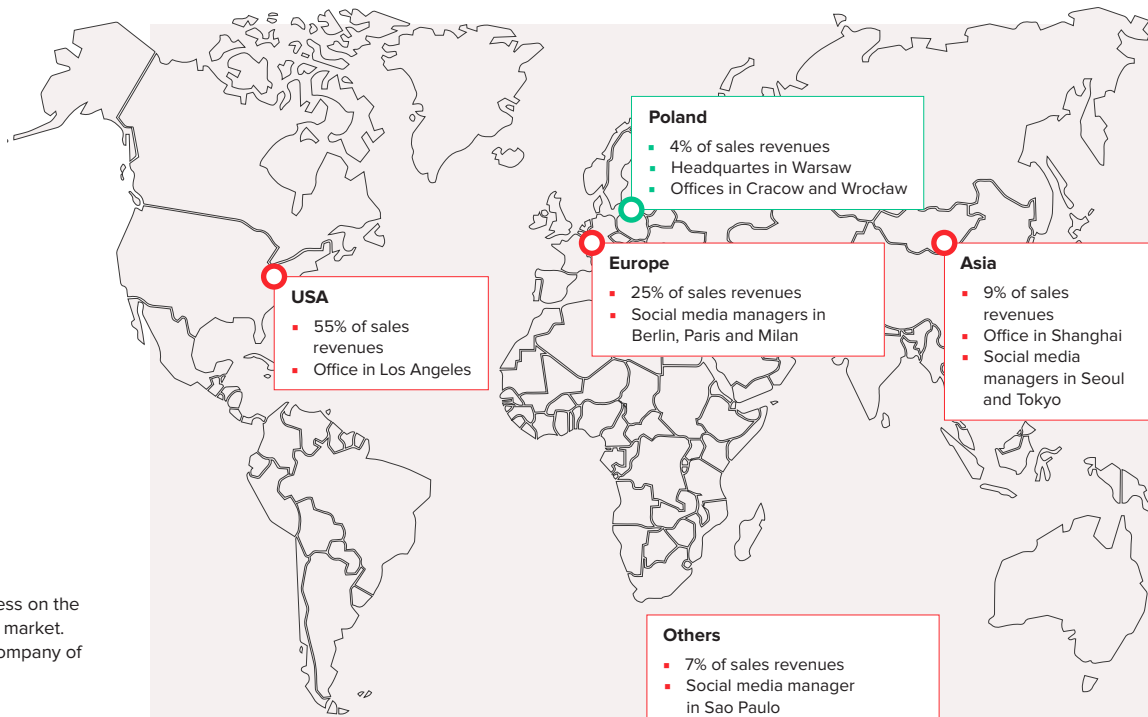 Poland
4% of sales revenues
Headquartes in Warsaw
Offices in Cracow and Wrocław
Europe
25% of sales revenues
Social media managers in
Berlin, Paris and Milan
Asia
9% of sales
revenues
Office in Shanghai
Social media
managers in Seoul
and Tokyo
USA
55% of sales
revenues
Office in Los Angeles
ess on the
market.
ompany of
Others
7% of sales revenues
Social media manager
in Sao Paulo